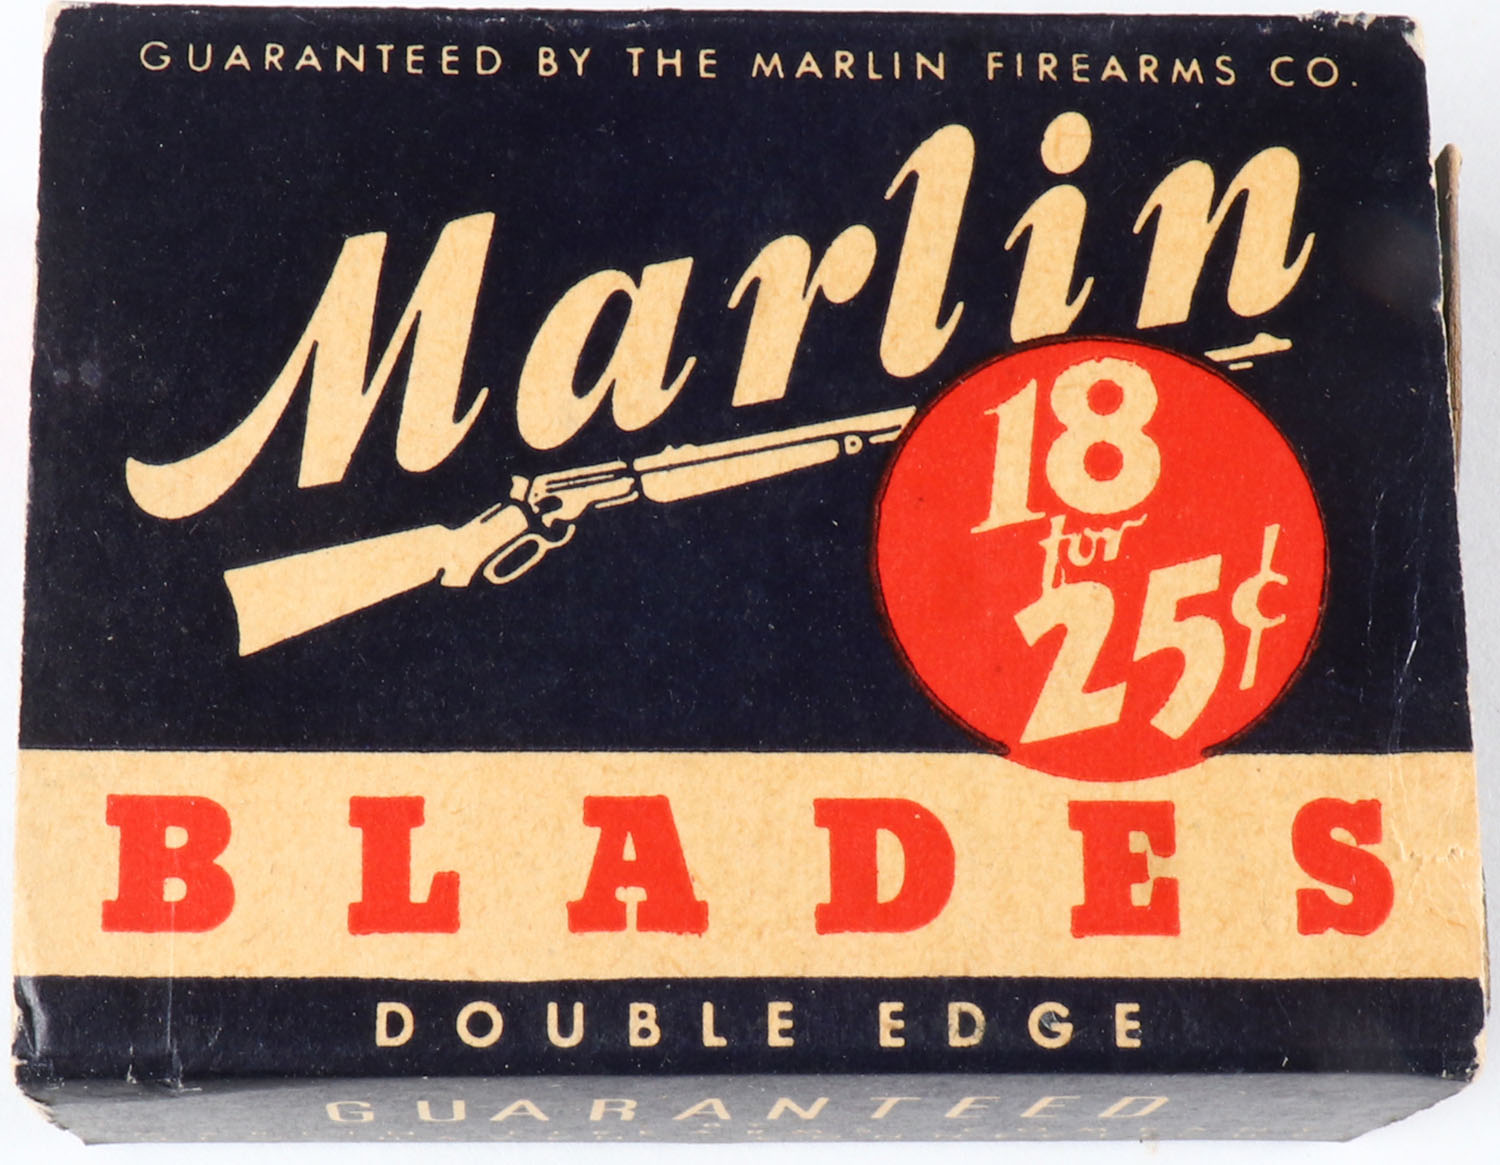 GUARANTEED BY THE MARLIN FIREARMS CO.
Marlin
18
for
25¢
BLADES
DOUBLE EDGE
GUARANTEED